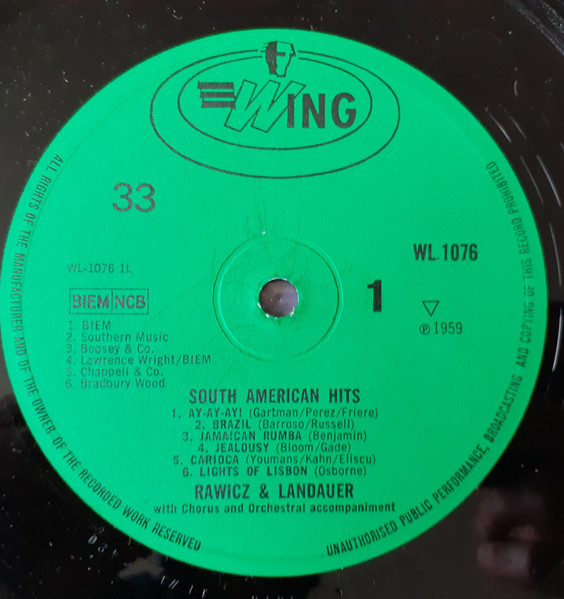 WING
33
WL.1076
WL-1076 1L
BIEM NCB
1
℗ 1959
1. BIEM
2. Southern Music
3. Boosey & Co.
4. Lawrence Wright/BIEM
5. Chappell & Co.
6. Bradbury Wood
SOUTH AMERICAN HITS
1. AY-AY-AY! (Gartman/Perez/Friere)
2. BRAZIL (Barroso/Russell)
3. JAMAICAN RUMBA (Benjamin)
4. JEALOUSY (Bloom/Gade)
5. CARIOCA (Youmans/Kahn/Eliscu)
6. LIGHTS OF LISBON (Osborne)
RAWICZ & LANDAUER
with Chorus and Orchestral accompaniment
ALL RIGHTS OF THE MANUFACTURER AND OF THE OWNER OF THE RECORDED WORK RESERVED
UNAUTHORISED PUBLIC PERFORMANCE, BROADCASTING AND COPYING OF THIS RECORD PROHIBITED